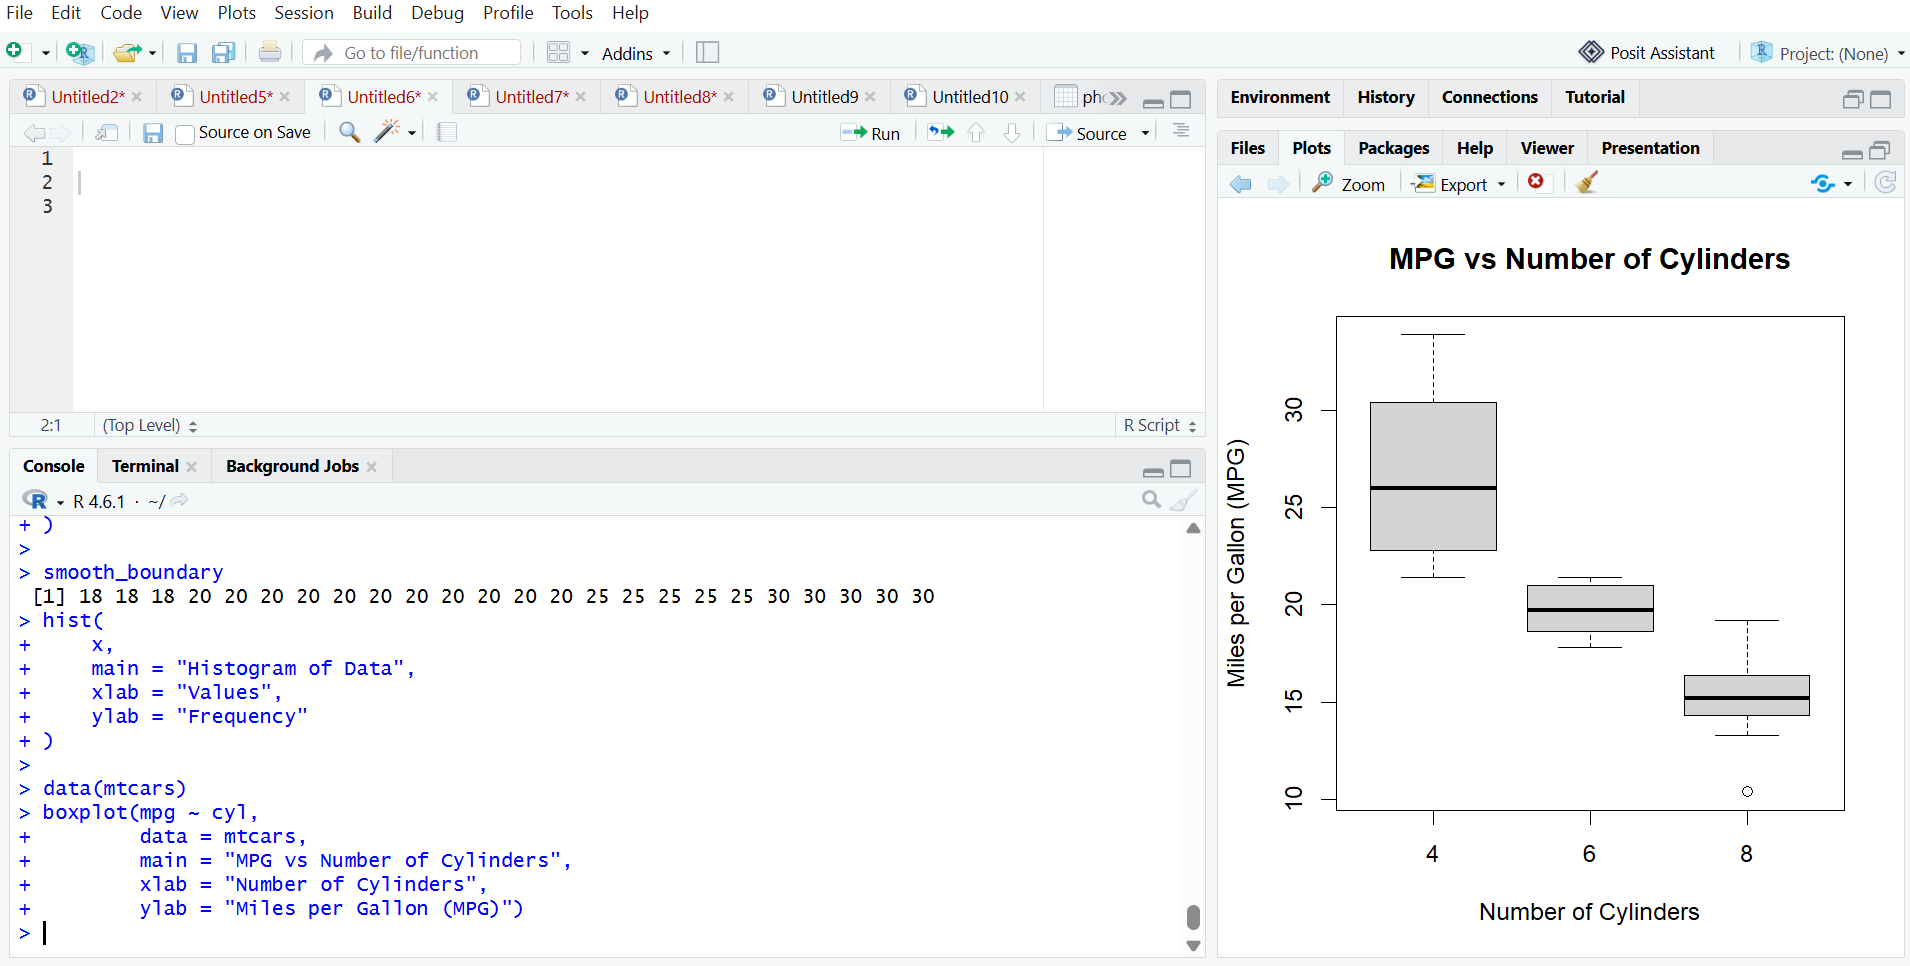 File Edit Code View Plots Session Build Debug Profile Tools Help
Go to file/function Addins Posit Assistant Project: (None)
Untitled2* Untitled5* Untitled6* Untitled7* Untitled8* Untitled9 Untitled10
Source on Save Run Source
1
2
3
2:1 (Top Level) R Script
Console Terminal Background Jobs
R 4.6.1 · ~/
+ )
>
> smooth_boundary
[1] 18 18 18 20 20 20 20 20 20 20 20 20 20 20 25 25 25 25 25 30 30 30 30 30
> hist(
+     x,
+     main = "Histogram of Data",
+     xlab = "Values",
+     ylab = "Frequency"
+ )
>
> data(mtcars)
> boxplot(mpg ~ cyl,
+         data = mtcars,
+         main = "MPG vs Number of Cylinders",
+         xlab = "Number of Cylinders",
+         ylab = "Miles per Gallon (MPG)")
>
Environment History Connections Tutorial
Files Plots Packages Help Viewer Presentation
Zoom Export
MPG vs Number of Cylinders
Miles per Gallon (MPG)
30
25
20
15
10
4 6 8
Number of Cylinders